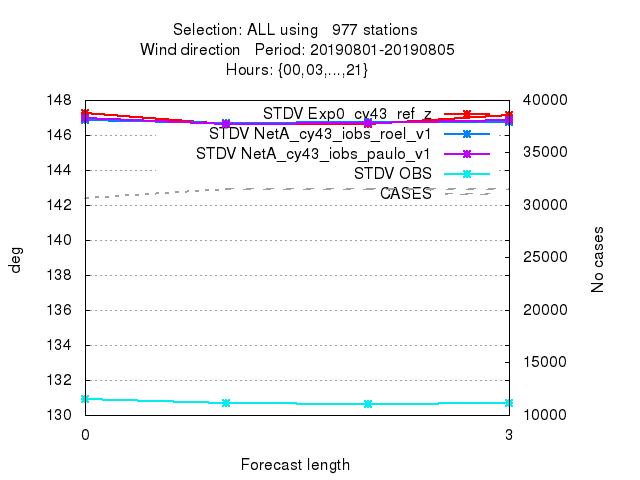 Selection: ALL using   977 stations
Wind direction   Period: 20190801-20190805
Hours: {00,03,...,21}
148
146
144
142
140
138
136
134
132
130
40000
35000
30000
25000
20000
15000
10000
STDV Exp0_cy43_ref_z
STDV NetA_cy43_iobs_roel_v1
STDV NetA_cy43_iobs_paulo_v1
STDV OBS
CASES
deg
No cases
0
3
Forecast length